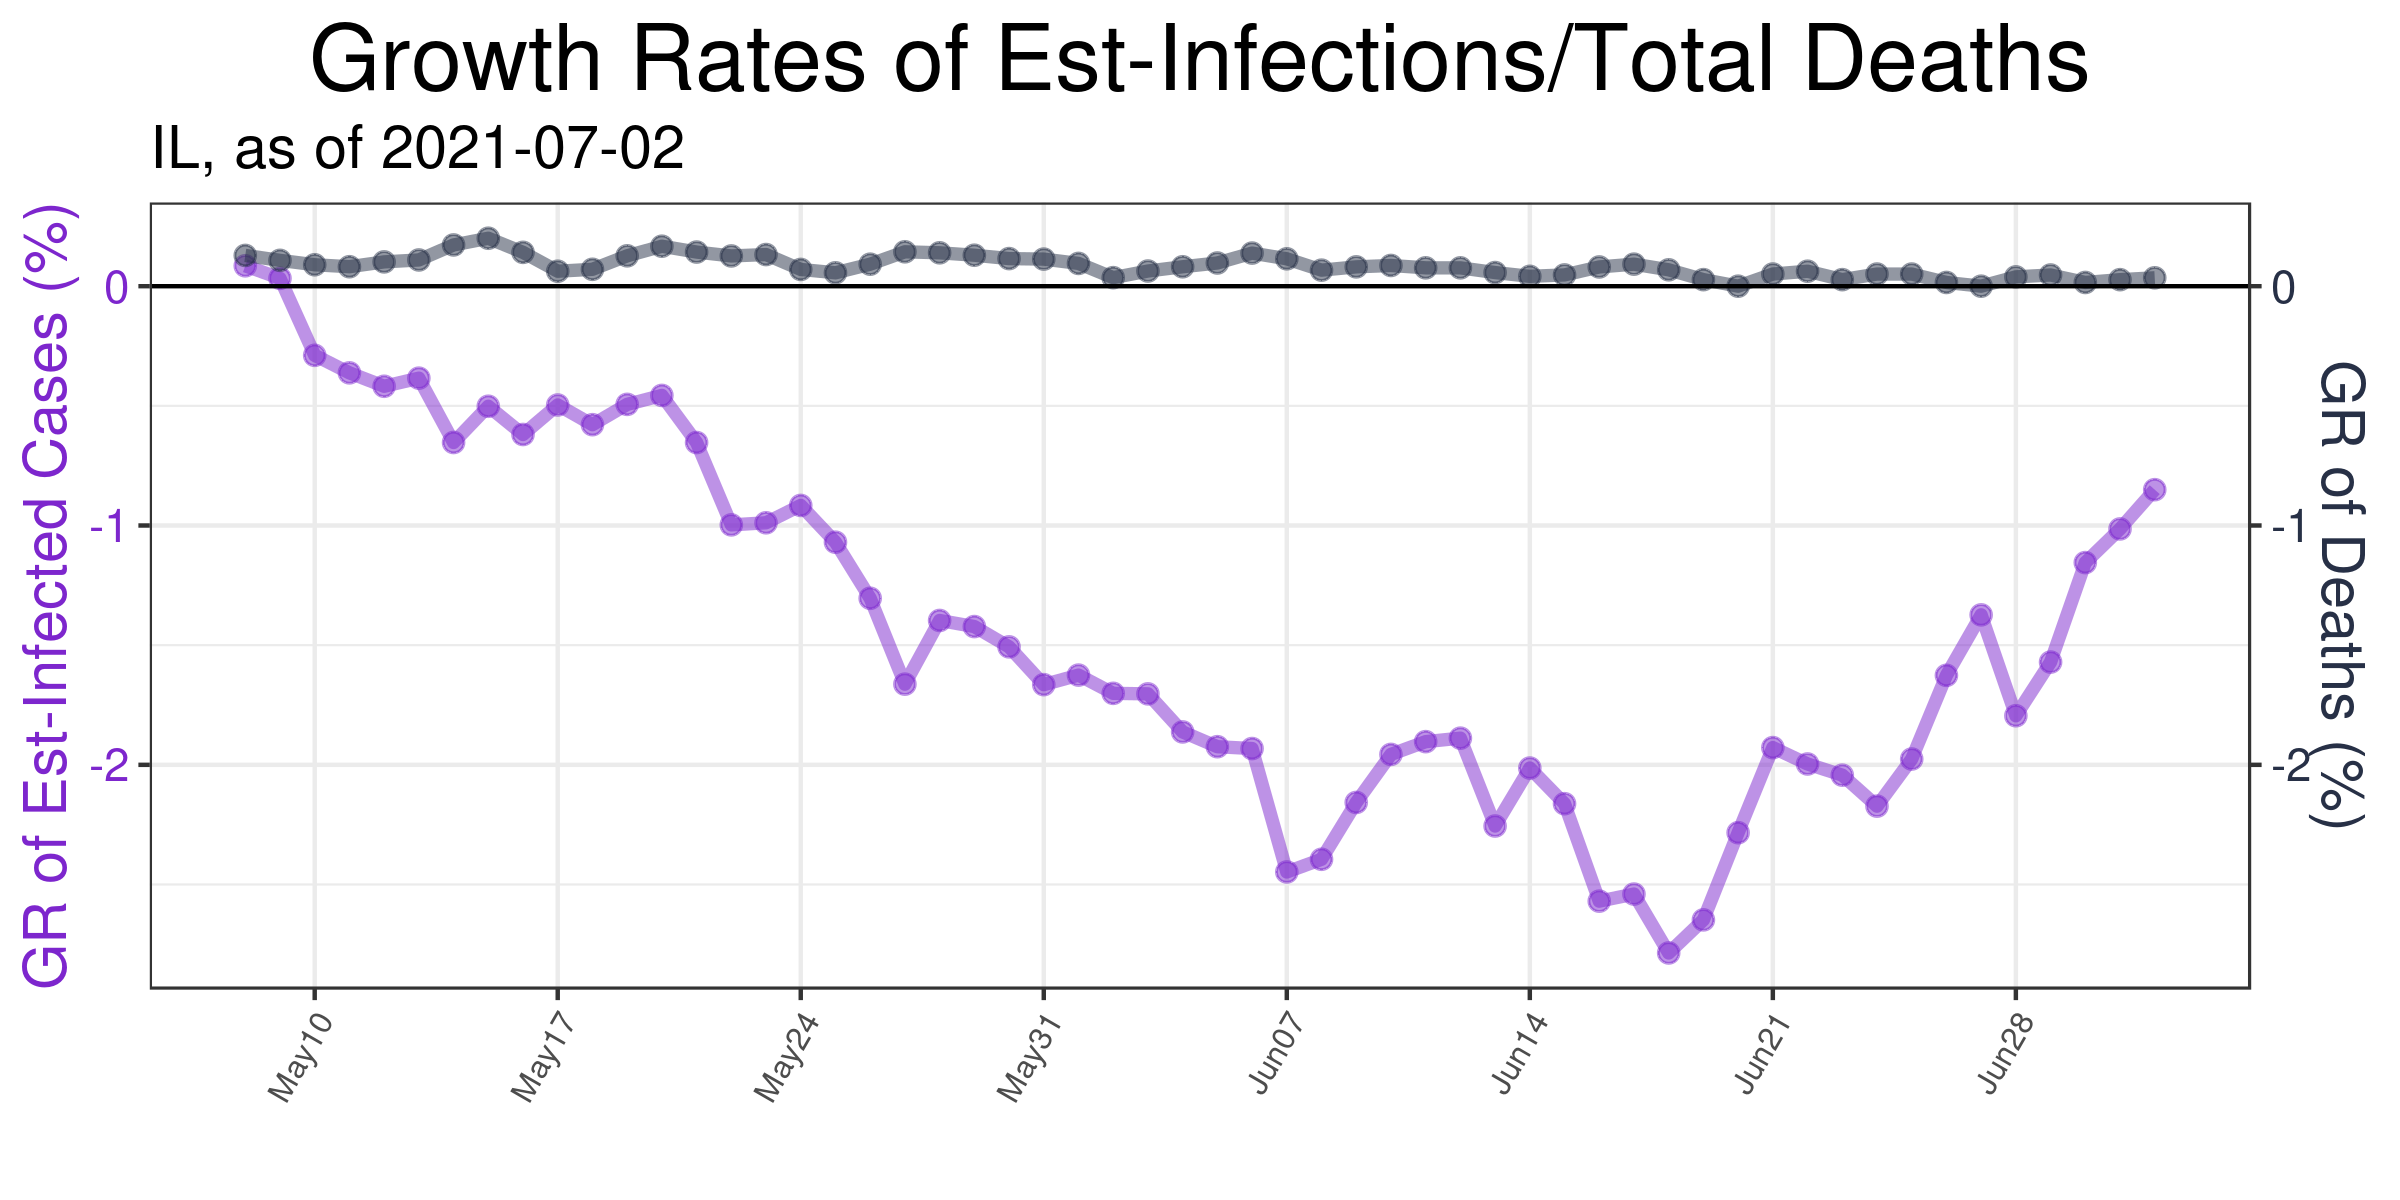 Growth Rates of Est-Infections/Total Deaths
IL, as of 2021-07-02
GR of Est-Infected Cases (%)
0
-1
-2
0
-1
-2
GR of Deaths (%)
May10
May17
May24
May31
Jun07
Jun14
Jun21
Jun28